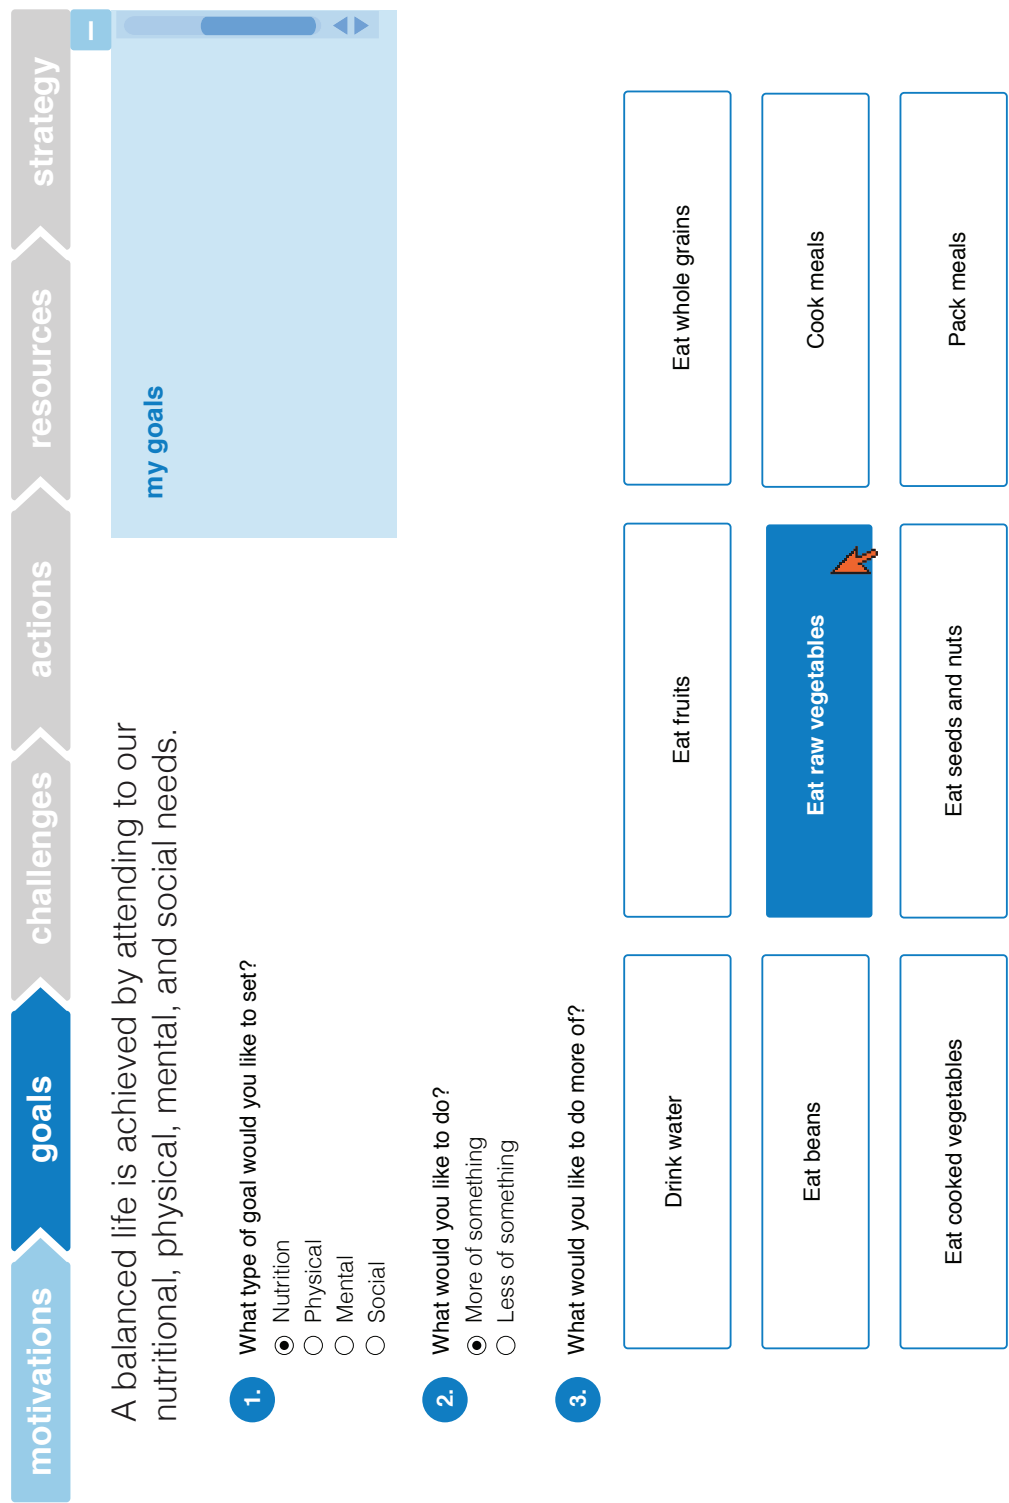 motivations
goals
challenges
actions
resources
strategy
–
A balanced life is achieved by attending to our
nutritional, physical, mental, and social needs.
my goals
1. What type of goal would you like to set?
Nutrition
Physical
Mental
Social
2. What would you like to do?
More of something
Less of something
3. What would you like to do more of?
Drink water
Eat fruits
Eat whole grains
Eat beans
Eat raw vegetables
Cook meals
Eat cooked vegetables
Eat seeds and nuts
Pack meals